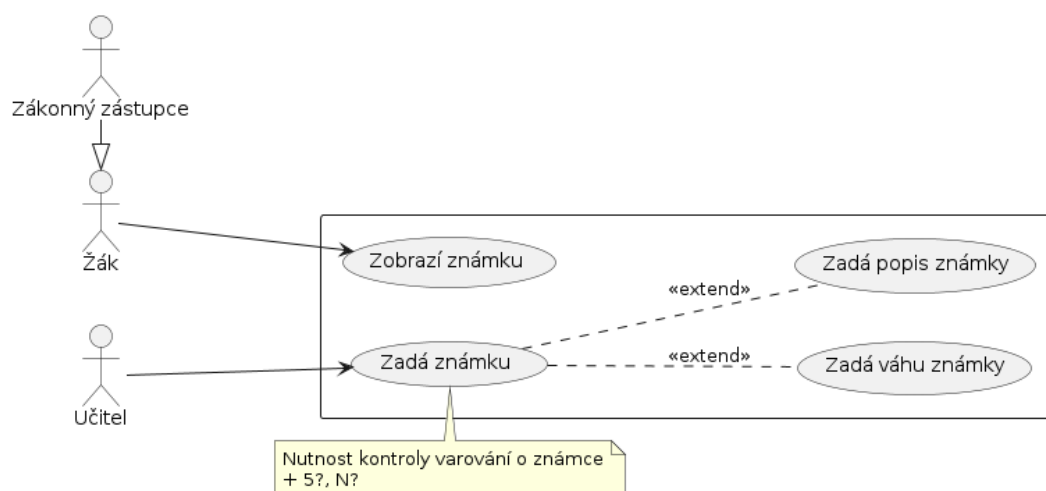 Zákonný zástupce
Žák
Zobrazí známku
Zadá popis známky
«extend»
Zadá známku
«extend»
Zadá váhu známky
Učitel
Nutnost kontroly varování o známce
+ 5?, N?